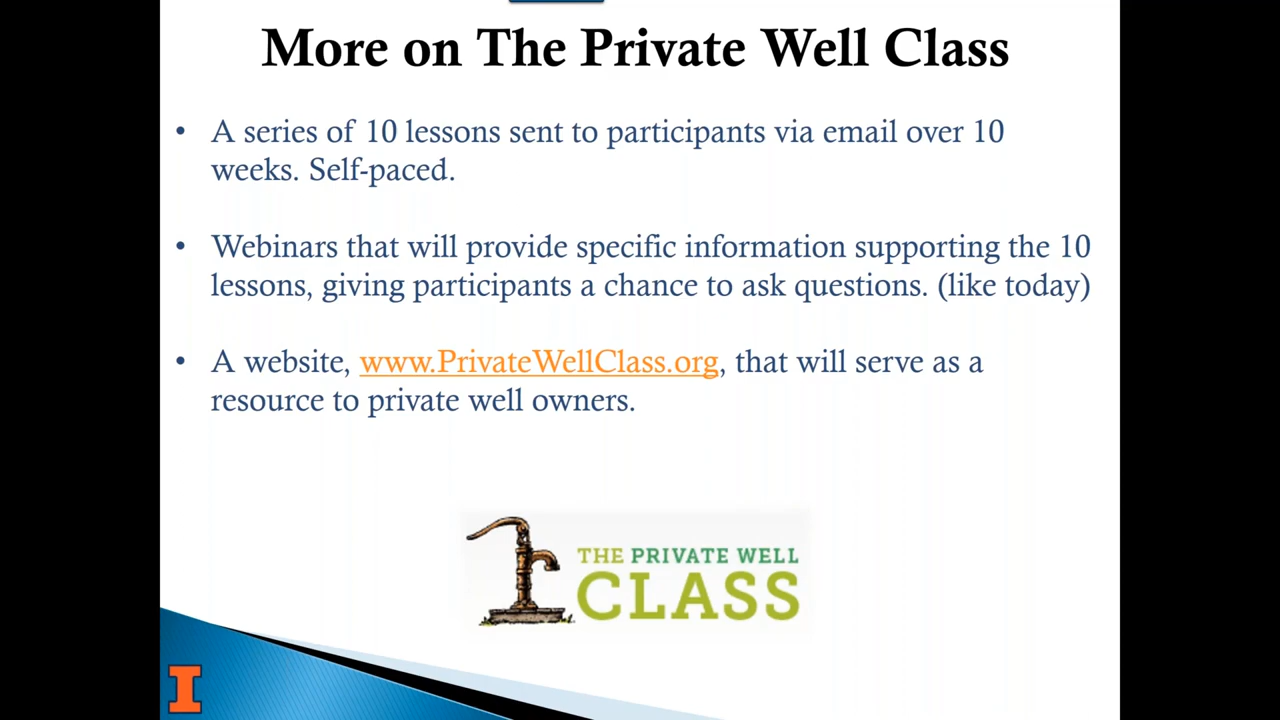 More on The Private Well Class
• A series of 10 lessons sent to participants via email over 10
weeks. Self-paced.
• Webinars that will provide specific information supporting the 10
lessons, giving participants a chance to ask questions. (like today)
• A website, www.PrivateWellClass.org, that will serve as a
resource to private well owners.
THE PRIVATE WELL
CLASS
I